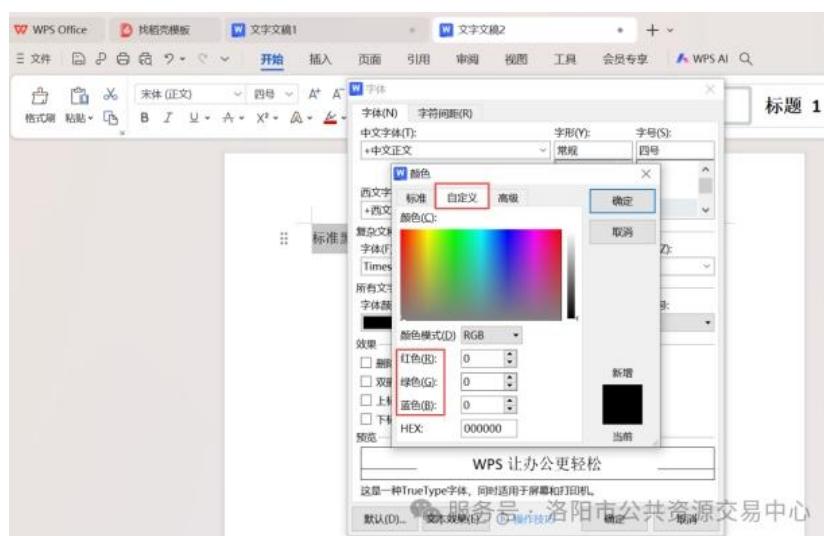 WPS Office 找稻壳模板 文字文稿1 文字文稿2
文件 开始 插入 页面 引用 审阅 视图 工具 会员专享 WPS AI
格式刷 粘贴 宋体 (正文) 四号 A⁺ A⁻ 标题 1
B I U A X² A
字体
字体(N) 字符间距(R)
中文字体(T): 字形(Y): 字号(S):
+中文正文 常规 四号
颜色
西文字
标准 自定义 高级 确定
+西文
颜色(C):
取消
标准黑
字体(F Z):
Times
所有文字
字体颜 号:
颜色模式(D) RGB
效果
红色(R): 0
删除
新增
双删 绿色(G): 0
上标 蓝色(B): 0
下标
HEX: 000000
当前
预览
WPS 让办公更轻松
这是一种TrueType字体，同时适用于屏幕和打印机。
默认(D)... 文本效果(E)... 操作技巧 确定 取消
服务号 · 洛阳市公共资源交易中心